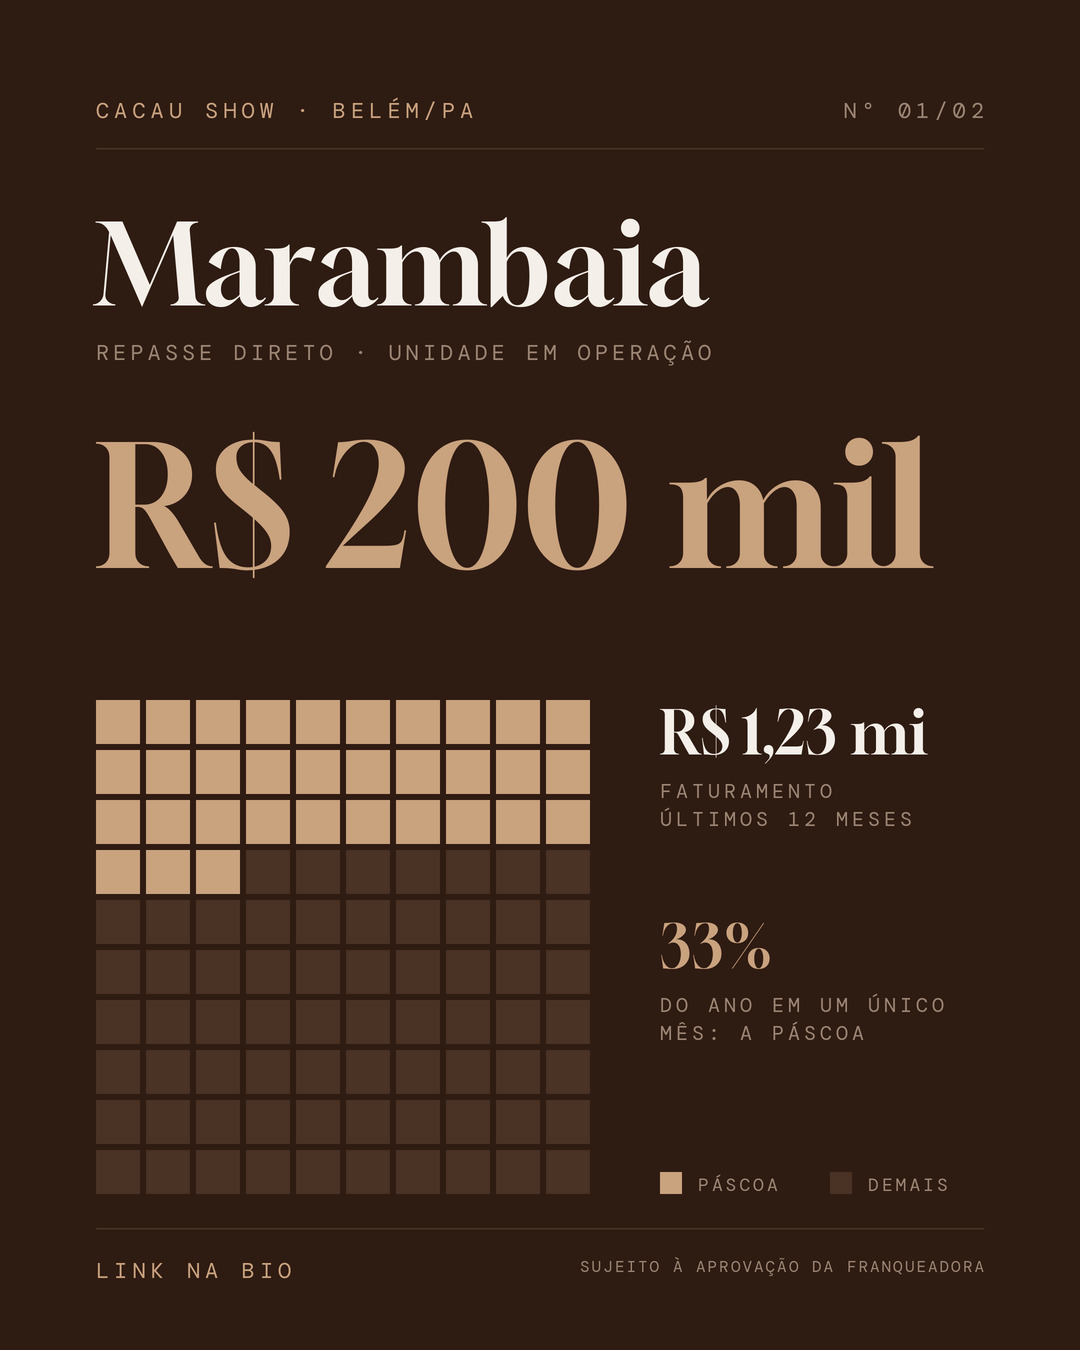 CACAU SHOW · BELÉM/PA
N° 01/02
Marambaia
REPASSE DIRETO · UNIDADE EM OPERAÇÃO
R$ 200 mil
R$ 1,23 mi
FATURAMENTO
ÚLTIMOS 12 MESES
33%
DO ANO EM UM ÚNICO
MÊS: A PÁSCOA
PÁSCOA
DEMAIS
LINK NA BIO
SUJEITO À APROVAÇÃO DA FRANQUEADORA